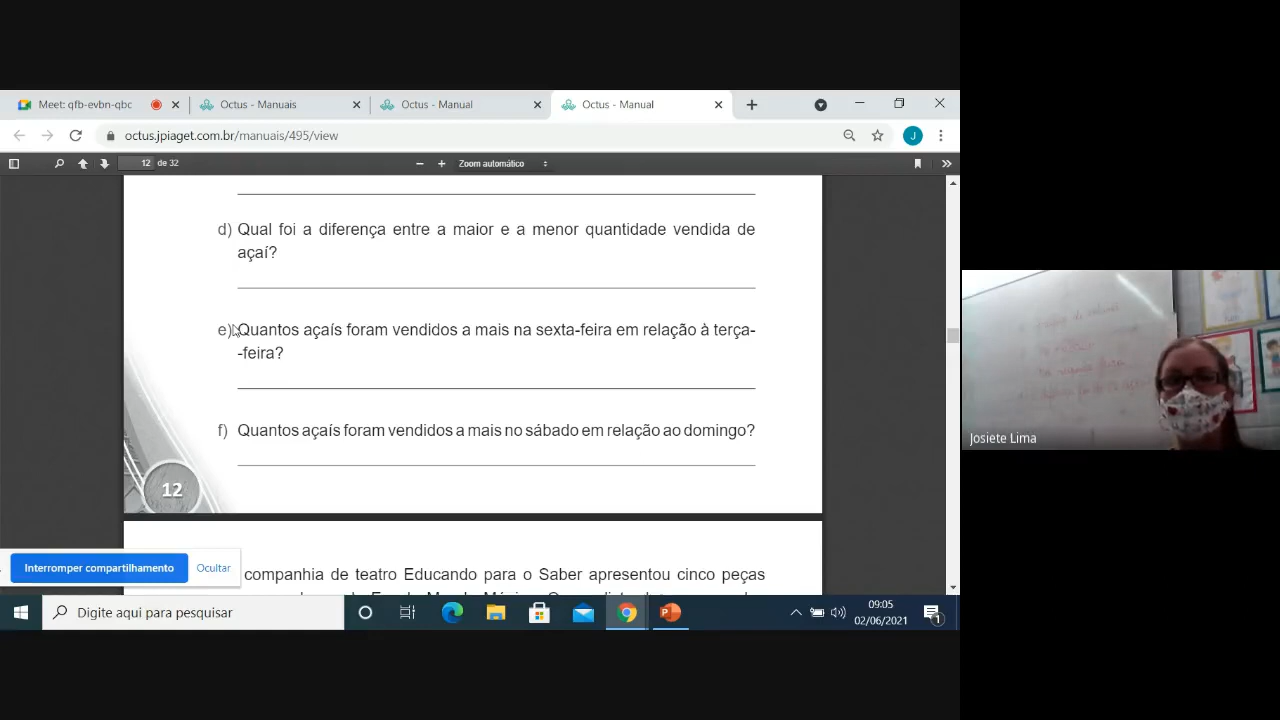 Meet: qfb-evbn-qbc
Octus - Manuais
Octus - Manual
Octus - Manual
octus.jpiaget.com.br/manuais/495/view
J
12 de 32
Zoom automático
d) Qual foi a diferença entre a maior e a menor quantidade vendida de
açaí?
e) Quantos açaís foram vendidos a mais na sexta-feira em relação à terça-
-feira?
f) Quantos açaís foram vendidos a mais no sábado em relação ao domingo?
12
companhia de teatro Educando para o Saber apresentou cinco peças
Interromper compartilhamento
Ocultar
Digite aqui para pesquisar
09:05
02/06/2021
1
Josiete Lima